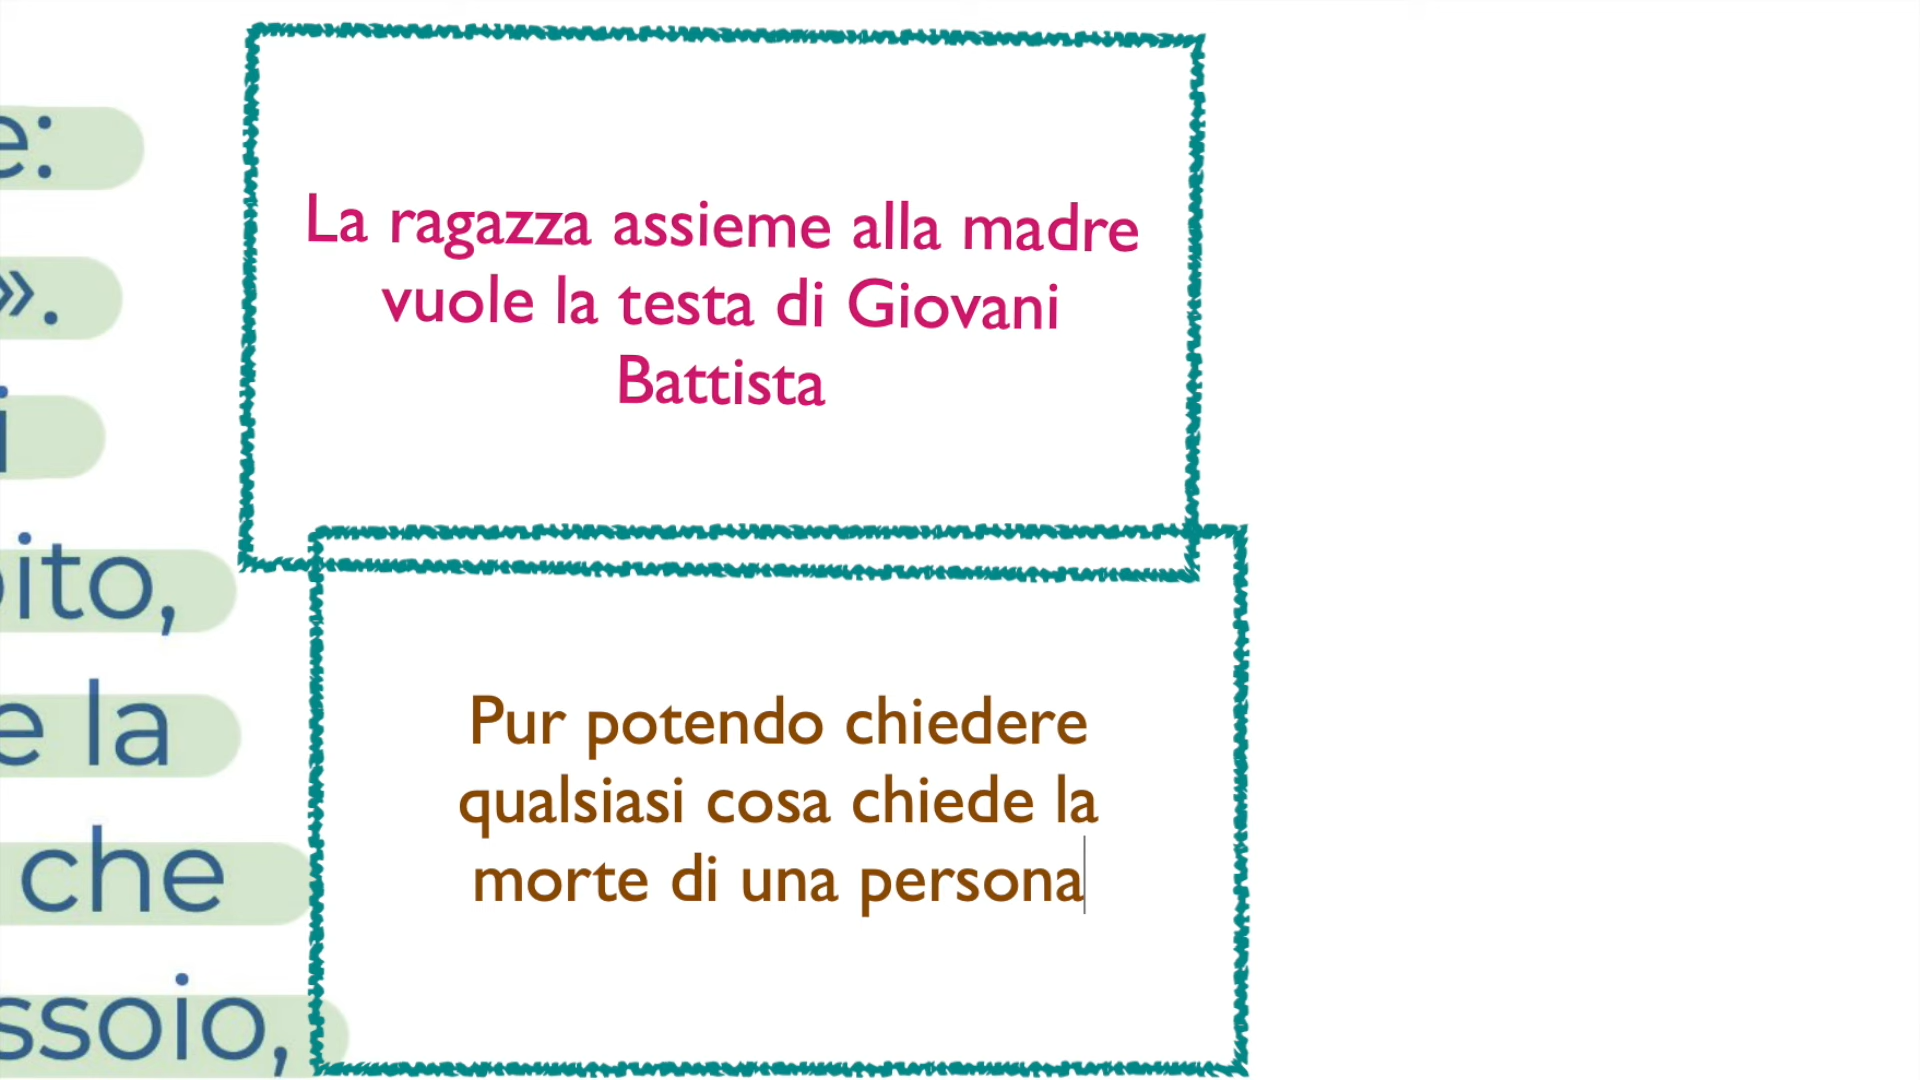 e:
».
i
ito,
e la
che
ssoio,
La ragazza assieme alla madre
vuole la testa di Giovani
Battista
Pur potendo chiedere
qualsiasi cosa chiede la
morte di una persona